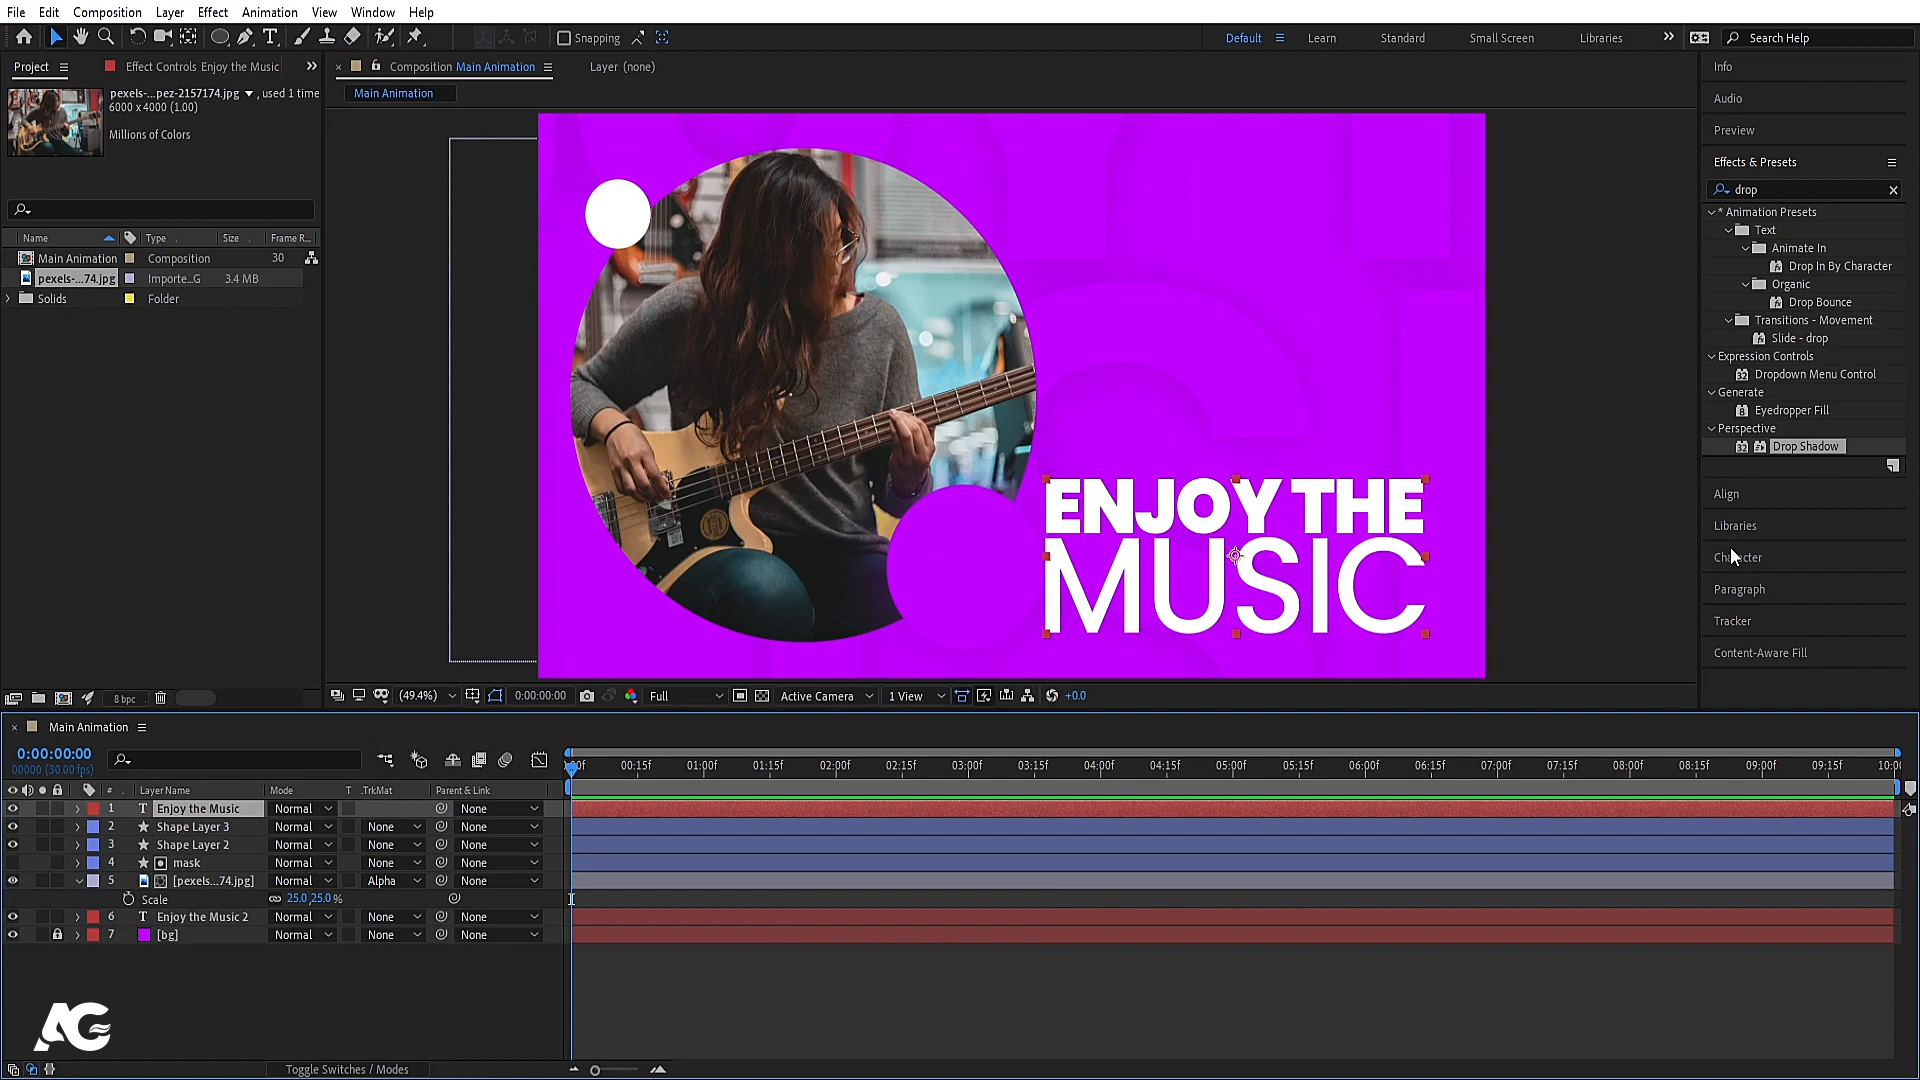 File Edit Composition Layer Effect Animation View Window Help
Snapping
Default Learn Standard Small Screen Libraries Search Help
Project Effect Controls Enjoy the Music
pexels-...pez-2157174.jpg , used 1 time
6000 x 4000 (1.00)
Millions of Colors
Name Type Size Frame R...
Main Animation Composition 30
pexels-...74.jpg Importe...G 3.4 MB
Solids Folder
8 bpc
Composition Main Animation Layer (none)
Main Animation
ENJOY THE
MUSIC
(49.4%) 0:00:00:00 Full Active Camera 1 View +0.0
Info
Audio
Preview
Effects & Presets
drop
* Animation Presets
Text
Animate In
Drop In By Character
Organic
Drop Bounce
Transitions - Movement
Slide - drop
Expression Controls
Dropdown Menu Control
Generate
Eyedropper Fill
Perspective
Drop Shadow
Align
Libraries
Character
Paragraph
Tracker
Content-Aware Fill
Main Animation
0:00:00:00
00000 (30.00 fps)
00:15f 01:00f 01:15f 02:00f 02:15f 03:00f 03:15f 04:00f 04:15f 05:00f 05:15f 06:00f 06:15f 07:00f 07:15f 08:00f 08:15f 09:00f 09:15f
# Layer Name Mode T .TrkMat Parent & Link
1 T Enjoy the Music Normal None
2 Shape Layer 3 Normal None None
3 Shape Layer 2 Normal None None
4 mask Normal None None
5 [pexels...74.jpg] Normal Alpha None
Scale 25.0,25.0%
6 T Enjoy the Music 2 Normal None None
7 [bg] Normal None None
AG
Toggle Switches / Modes